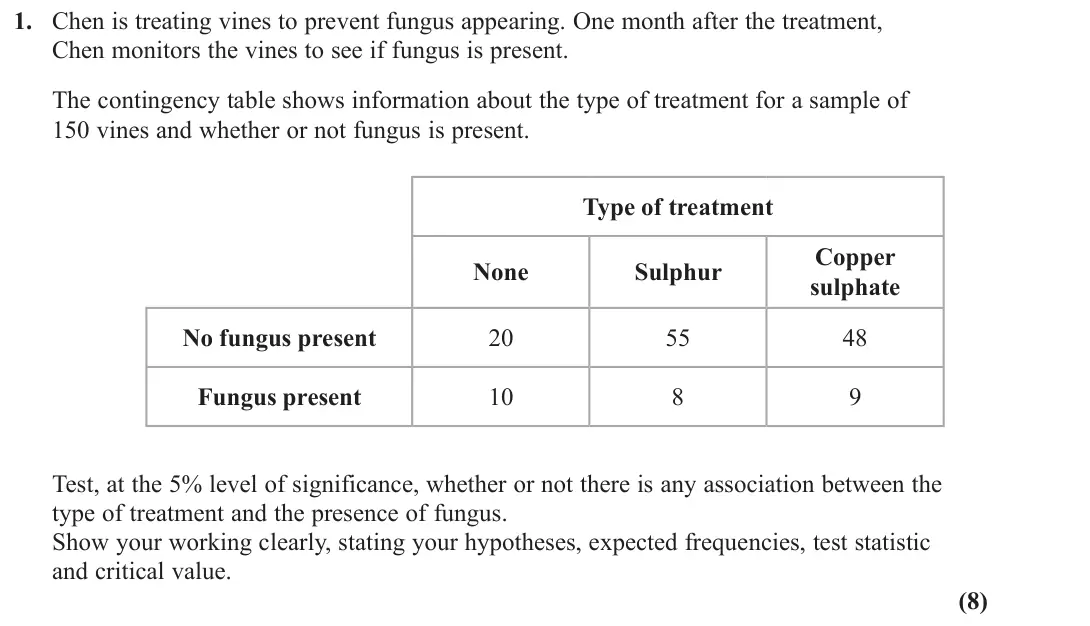 1. Chen is treating vines to prevent fungus appearing. One month after the treatment,
Chen monitors the vines to see if fungus is present.
The contingency table shows information about the type of treatment for a sample of
150 vines and whether or not fungus is present.
Type of treatment
None Sulphur Copper
sulphate
No fungus present 20 55 48
Fungus present 10 8 9
Test, at the 5% level of significance, whether or not there is any association between the
type of treatment and the presence of fungus.
Show your working clearly, stating your hypotheses, expected frequencies, test statistic
and critical value.
(8)